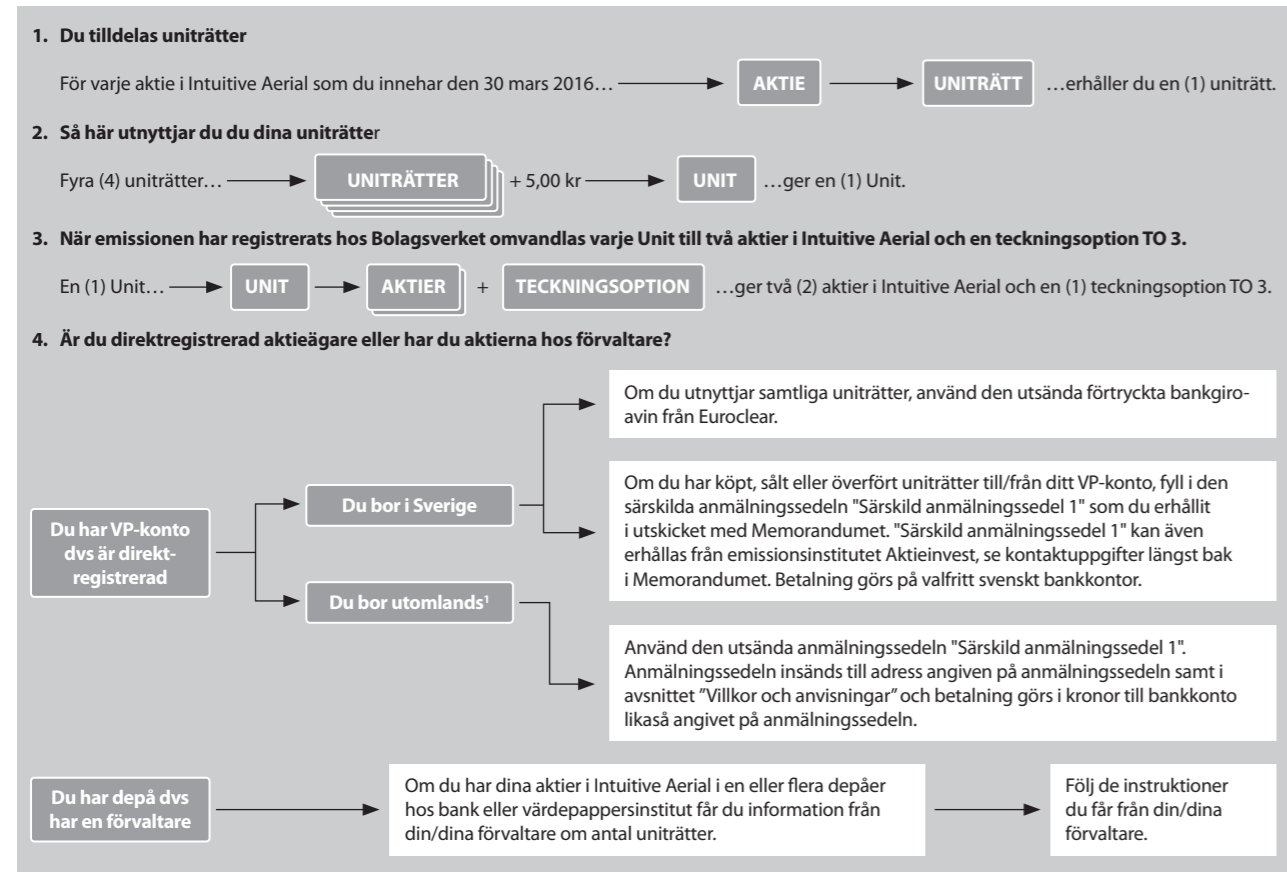 1. Du tilldelas uniträtter
För varje aktie i Intuitive Aerial som du innehar den 30 mars 2016… AKTIE UNITRÄTT …erhåller du en (1) uniträtt.
2. Så här utnyttjar du du dina uniträtter
Fyra (4) uniträtter… UNITRÄTTER + 5,00 kr UNIT …ger en (1) Unit.
3. När emissionen har registrerats hos Bolagsverket omvandlas varje Unit till två aktier i Intuitive Aerial och en teckningsoption TO 3.
En (1) Unit… UNIT AKTIER + TECKNINGSOPTION …ger två (2) aktier i Intuitive Aerial och en (1) teckningsoption TO 3.
4. Är du direktregistrerad aktieägare eller har du aktierna hos förvaltare?
Du har VP-konto
dvs är direkt-
registrerad
Du bor i Sverige
Om du utnyttjar samtliga uniträtter, använd den utsända förtryckta bankgiro-
avin från Euroclear.
Om du har köpt, sålt eller överfört uniträtter till/från ditt VP-konto, fyll i den
särskilda anmälningssedeln "Särskild anmälningssedel 1" som du erhållit
i utskicket med Memorandumet. "Särskild anmälningssedel 1" kan även
erhållas från emissionsinstitutet Aktieinvest, se kontaktuppgifter längst bak
i Memorandumet. Betalning görs på valfritt svenskt bankkontor.
Du bor utomlands¹
Använd den utsända anmälningssedeln "Särskild anmälningssedel 1".
Anmälningssedeln insänds till adress angiven på anmälningssedeln samt i
avsnittet ”Villkor och anvisningar” och betalning görs i kronor till bankkonto
likaså angivet på anmälningssedeln.
Du har depå dvs
har en förvaltare
Om du har dina aktier i Intuitive Aerial i en eller flera depåer
hos bank eller värdepappersinstitut får du information från
din/dina förvaltare om antal uniträtter.
Följ de instruktioner
du får från din/dina
förvaltare.